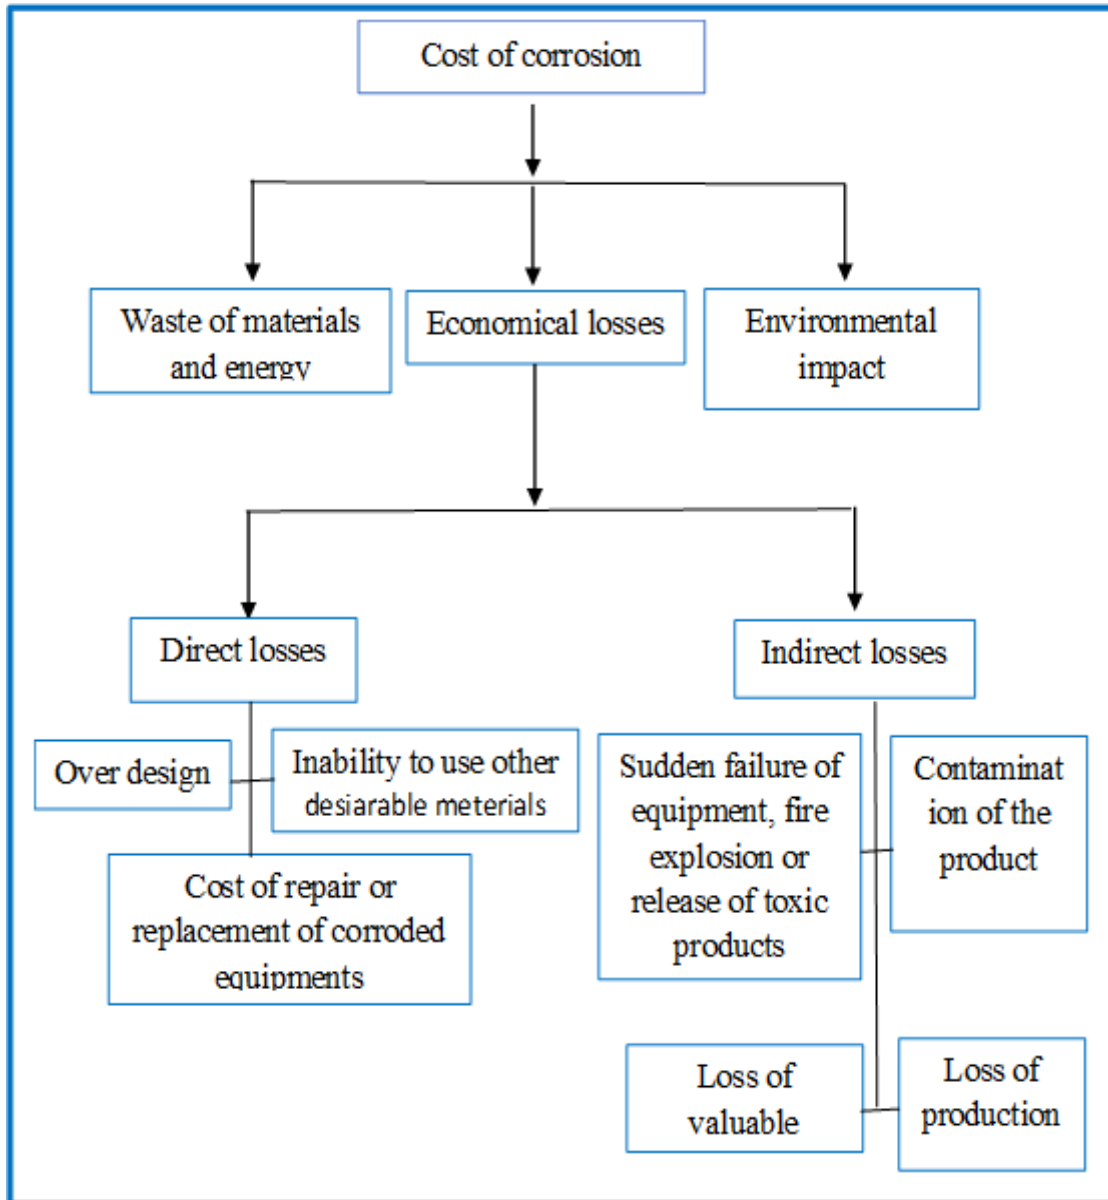 Cost of corrosion
Waste of materials
and energy
Economical losses
Environmental
impact
Direct losses
Indirect losses
Over design
Inability to use other
desiarable meterials
Cost of repair or
replacement of corroded
equipments
Sudden failure of
equipment, fire
explosion or
release of toxic
products
Contaminat
ion of the
product
Loss of
valuable
Loss of
production